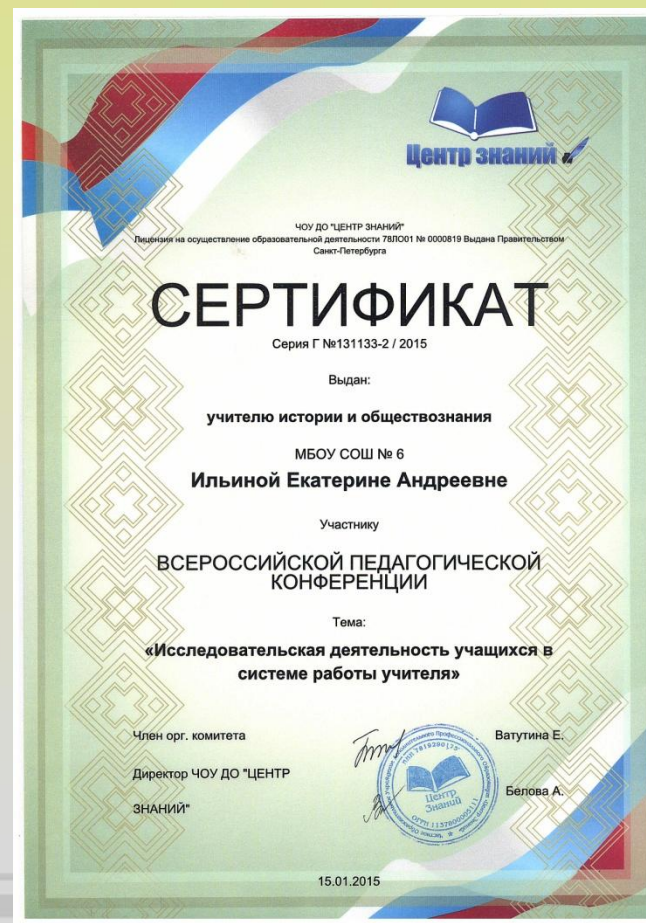 Центр знаний
ЧОУ ДО "ЦЕНТР ЗНАНИЙ"
Лицензия на осуществление образовательной деятельности 78ЛО01 № 0000819 Выдана Правительством
Санкт-Петербурга
СЕРТИФИКАТ
Серия Г №131133-2 / 2015
Выдан:
учителю истории и обществознания
МБОУ СОШ № 6
Ильиной Екатерине Андреевне
Участнику
ВСЕРОССИЙСКОЙ ПЕДАГОГИЧЕСКОЙ
КОНФЕРЕНЦИИ
Тема:
«Исследовательская деятельность учащихся в
системе работы учителя»
Член орг. комитета
Ватутина Е.
Директор ЧОУ ДО "ЦЕНТР
ЗНАНИЙ"
Белова А.
Центр
Знаний
15.01.2015